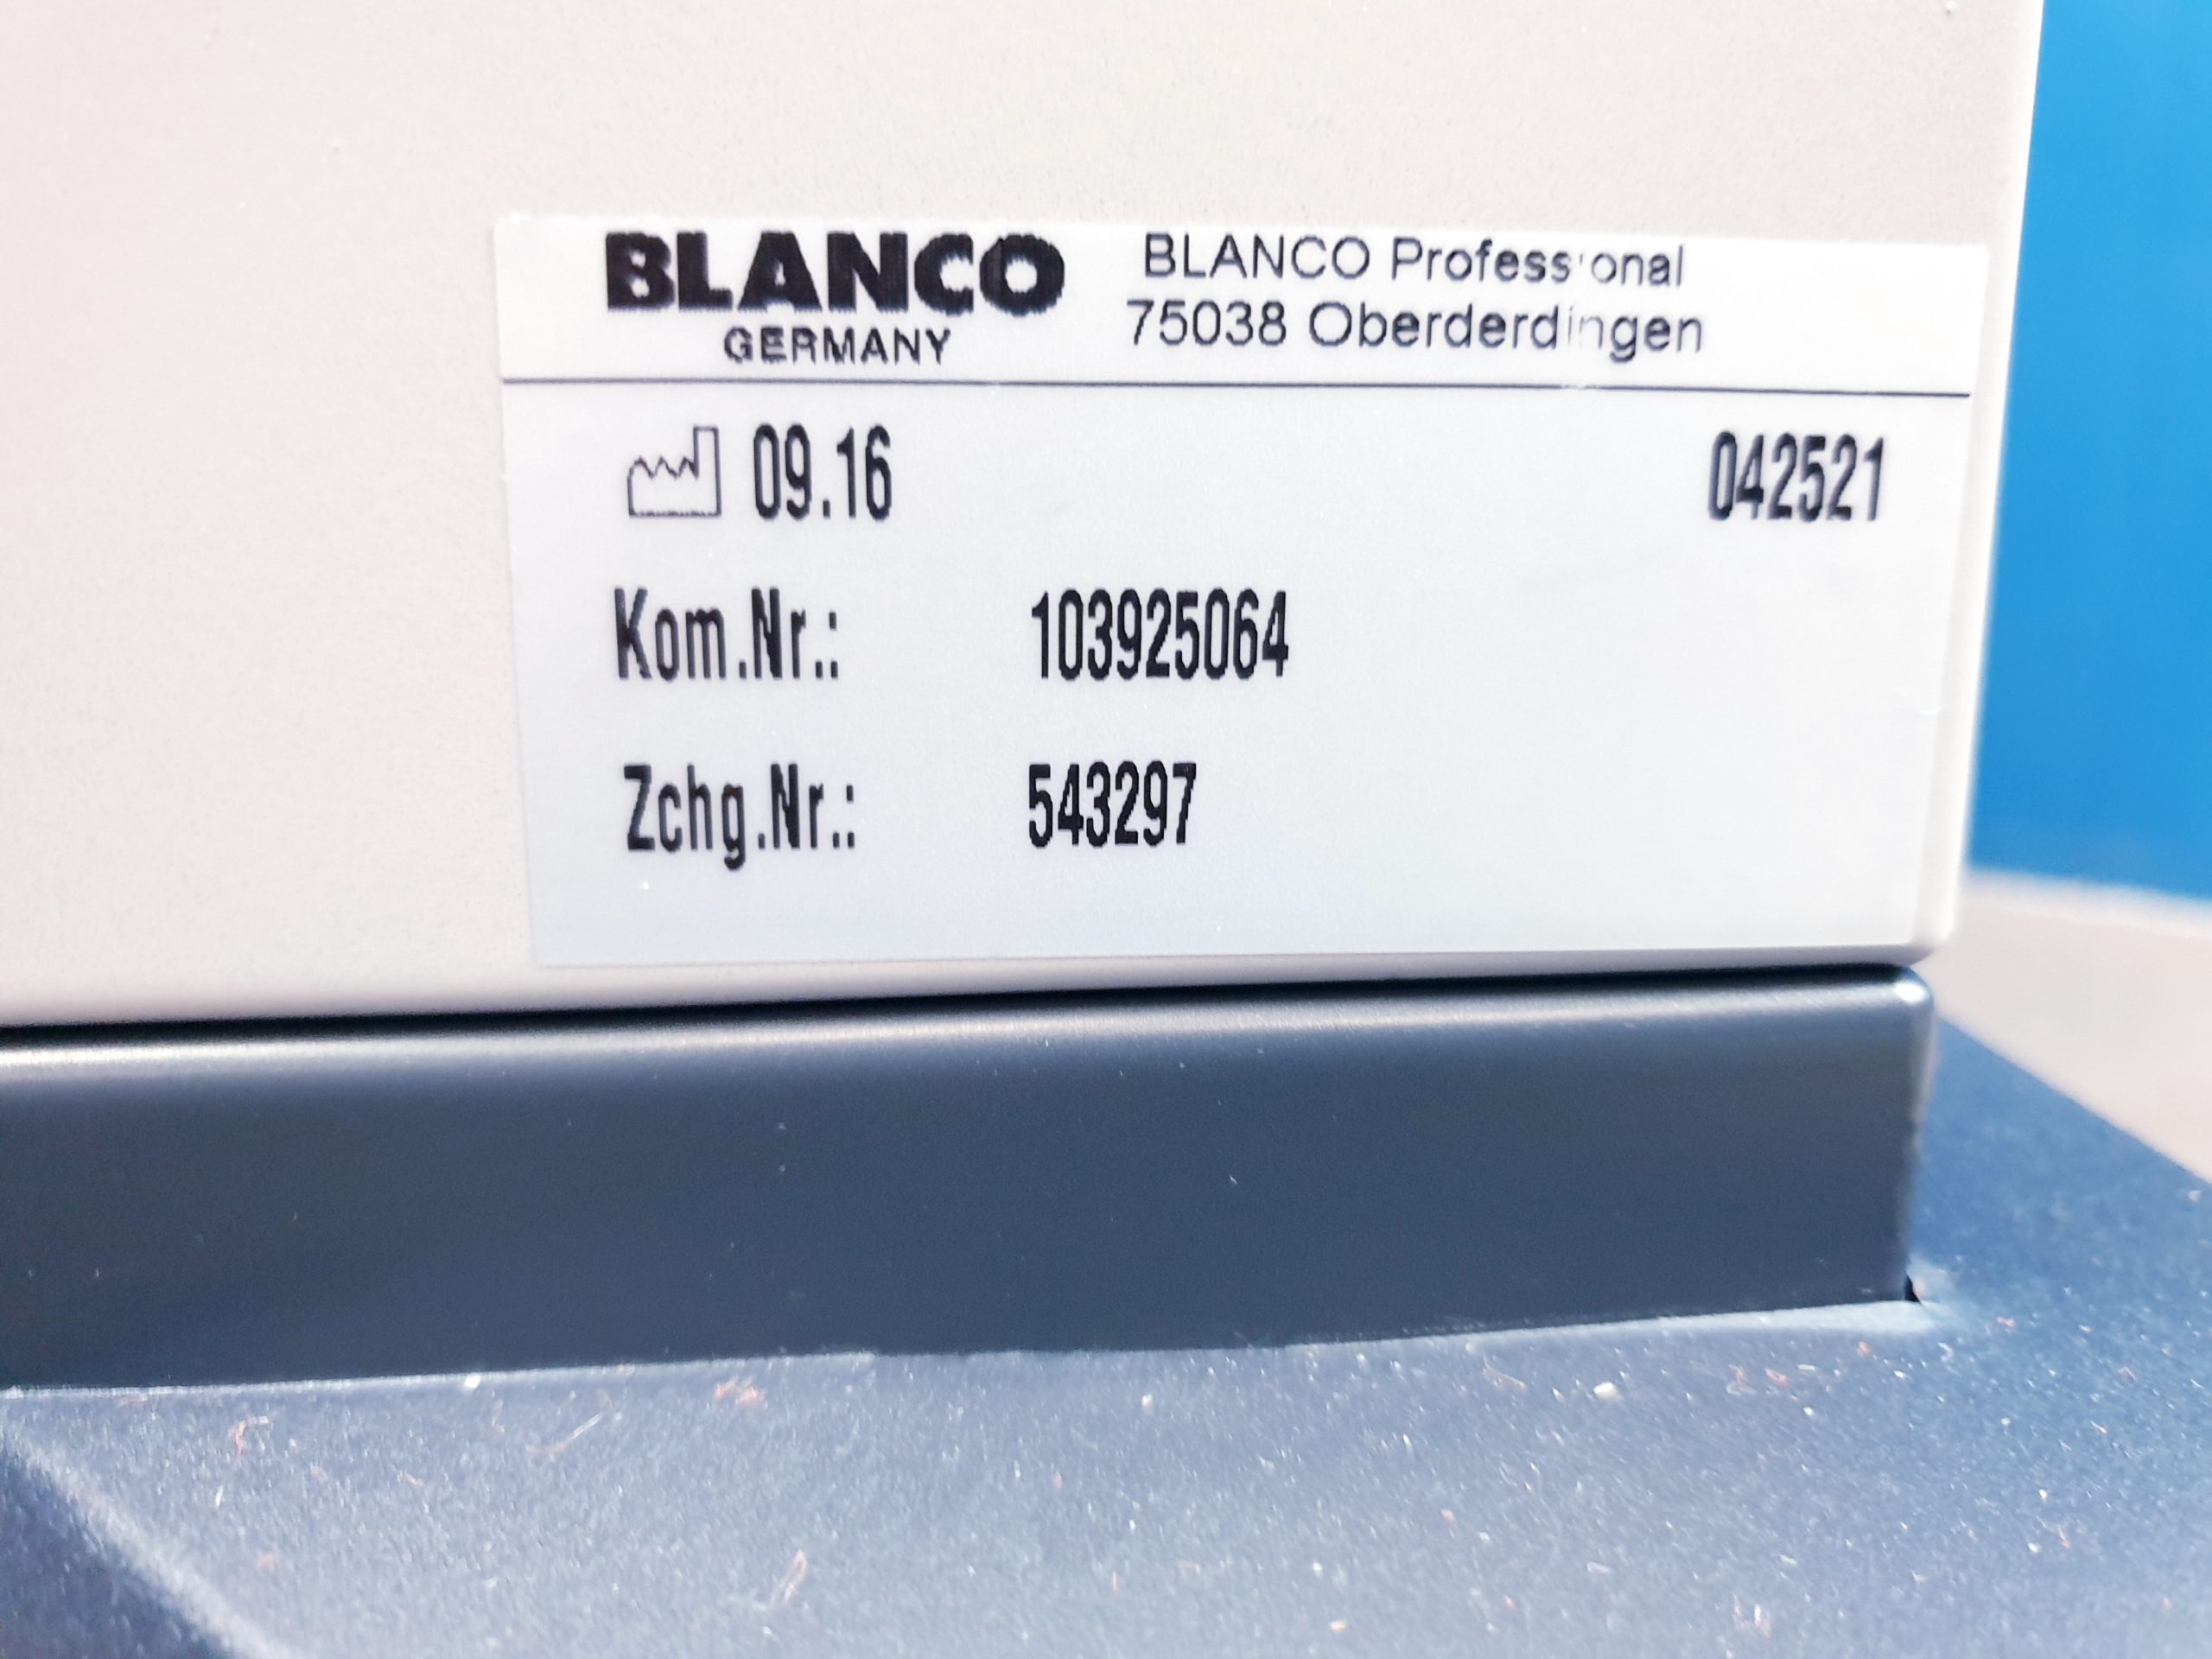 BLANCO
GERMANY
BLANCO Professional
75038 Oberderdingen
09.16 042521
Kom.Nr.: 103925064
Zchg.Nr.: 543297